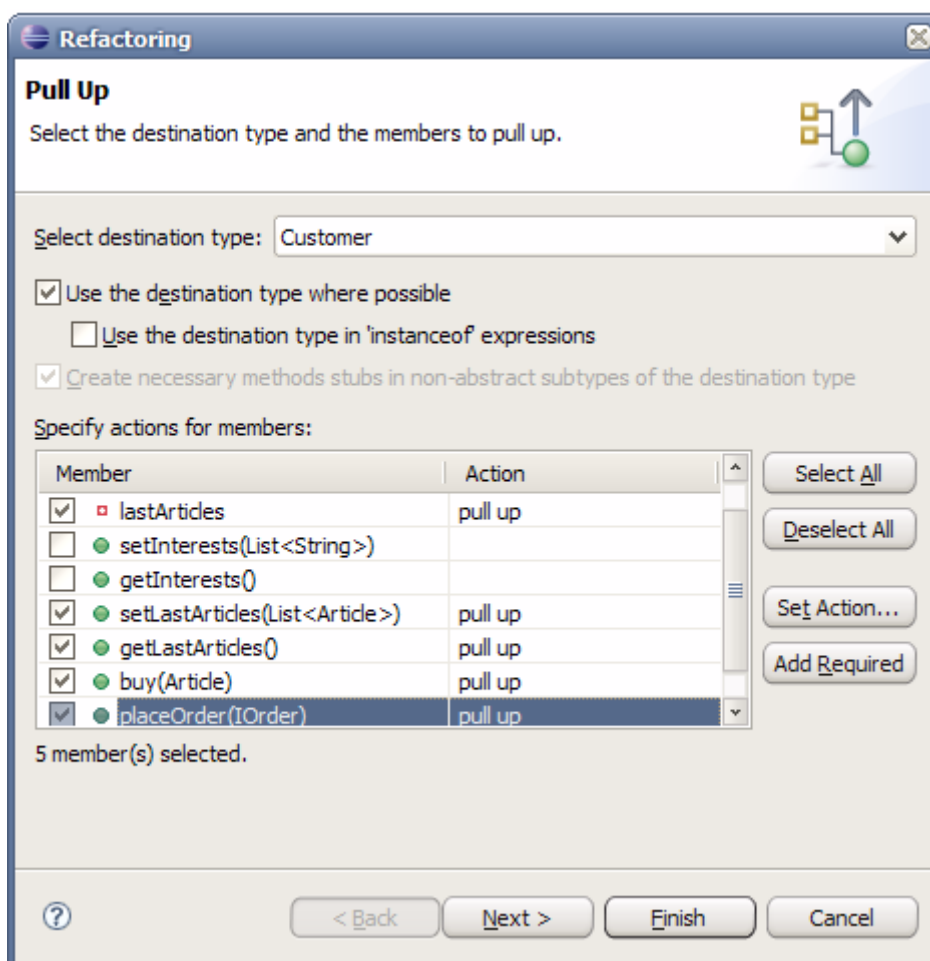 Refactoring
Pull Up
Select the destination type and the members to pull up.
Select destination type: Customer
Use the destination type where possible
Use the destination type in 'instanceof' expressions
Create necessary methods stubs in non-abstract subtypes of the destination type
Specify actions for members:
Member Action
lastArticles pull up
setInterests(List<String>)
getInterests()
setLastArticles(List<Article>) pull up
getLastArticles() pull up
buy(Article) pull up
placeOrder(IOrder) pull up
Select All
Deselect All
Set Action...
Add Required
5 member(s) selected.
? < Back Next > Finish Cancel